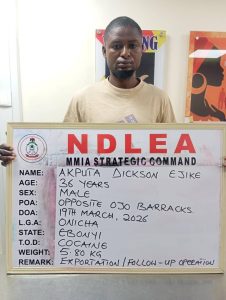 NDLEA
MMIA STRATEGIC COMMAND
NAME: AKPUTA DICKSON EJIKE
AGE: 36 YEARS
SEX: MALE
POA: OPPOSITE OJO BARRACKS
DOA: 19TH MARCH, 2026
L.G.A: ONICHA
STATE: EBONYI
T.O.D: COCAINE
WEIGHT: 5.80 KG
REMARK: EXPORTATION/FOLLOW-UP OPERATION